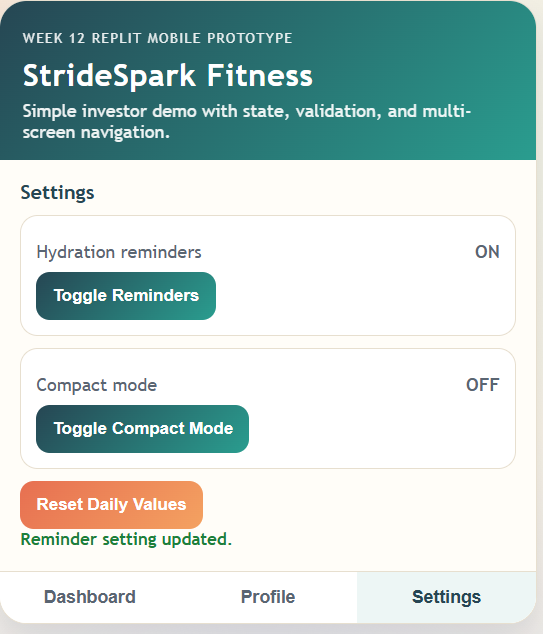 WEEK 12 REPLIT MOBILE PROTOTYPE
StrideSpark Fitness
Simple investor demo with state, validation, and multi-
screen navigation.
Settings
Hydration reminders ON
Toggle Reminders
Compact mode OFF
Toggle Compact Mode
Reset Daily Values
Reminder setting updated.
Dashboard Profile Settings